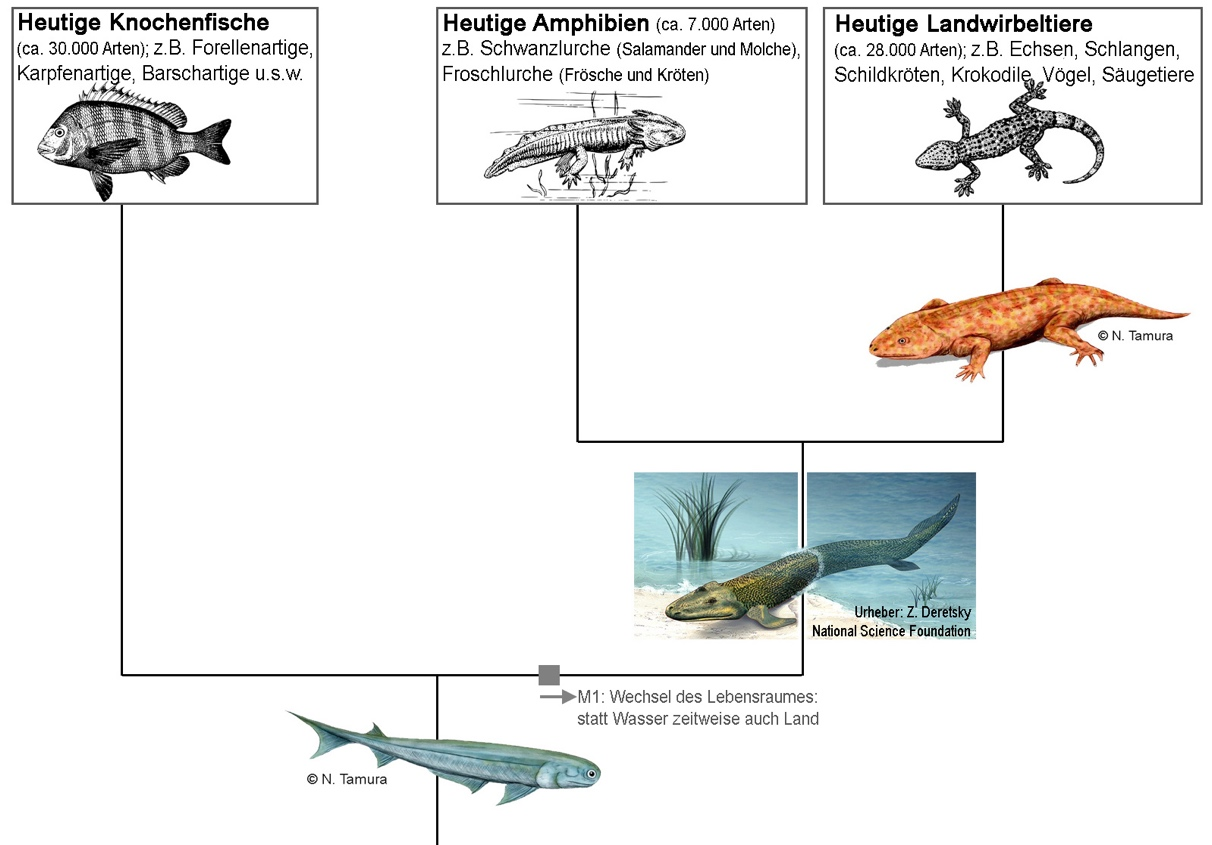 Heutige Knochenfische
(ca. 30.000 Arten); z.B. Forellenartige,
Karpfenartige, Barschartige u.s.w.
Heutige Amphibien (ca. 7.000 Arten)
z.B. Schwanzlurche (Salamander und Molche),
Froschlurche (Frösche und Kröten)
Heutige Landwirbeltiere
(ca. 28.000 Arten); z.B. Echsen, Schlangen,
Schildkröten, Krokodile, Vögel, Säugetiere
© N. Tamura
Urheber: Z. Deretsky
National Science Foundation
M1: Wechsel des Lebensraumes:
statt Wasser zeitweise auch Land
© N. Tamura